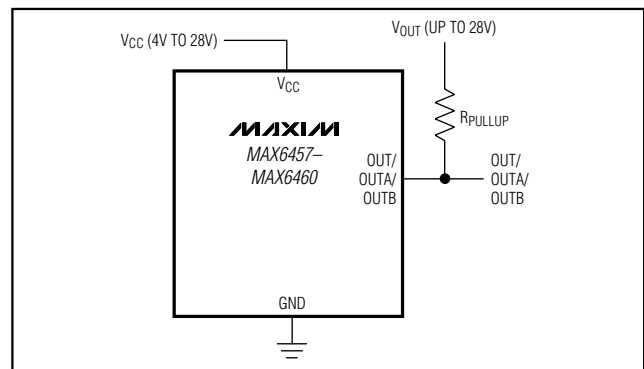 VCC (4V TO 28V)
VOUT (UP TO 28V)
VCC
RPULLUP
MAXIM
MAX6457–
MAX6460
OUT/
OUTA/
OUTB
OUT/
OUTA/
OUTB
GND